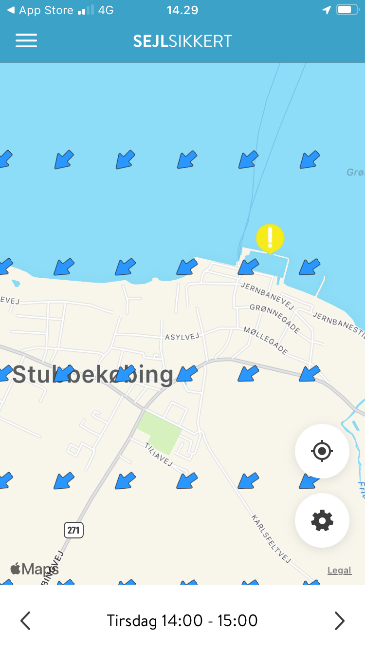 App Store 4G 14.29
SEJLSIKKERT
JERNBANEVEJ
GRØNNEGADE
MØLLEGADE
ASYLVEJ
Stubbekøbing
TILIAVEJ
271
KARLSFELTVEJ
Maps
Legal
Tirsdag 14:00 - 15:00